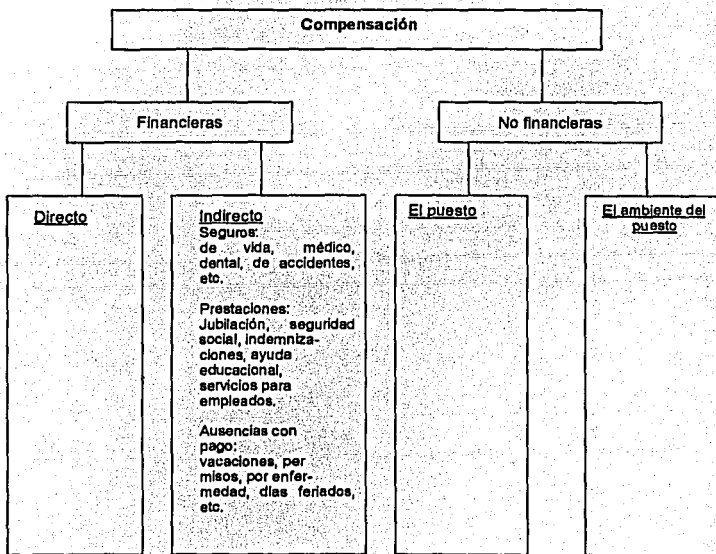 Compensación
Financieras
No financieras
Directo
Indirecto
Seguros:
de vida, médico,
dental, de accidentes,
etc.
Prestaciones:
Jubilación, seguridad
social, indemniza-
ciones, ayuda
educacional,
servicios para
empleados.
Ausencias con
pago:
vacaciones, per
misos, por enfer-
medad, días feriados,
etc.
El puesto
El ambiente del
puesto